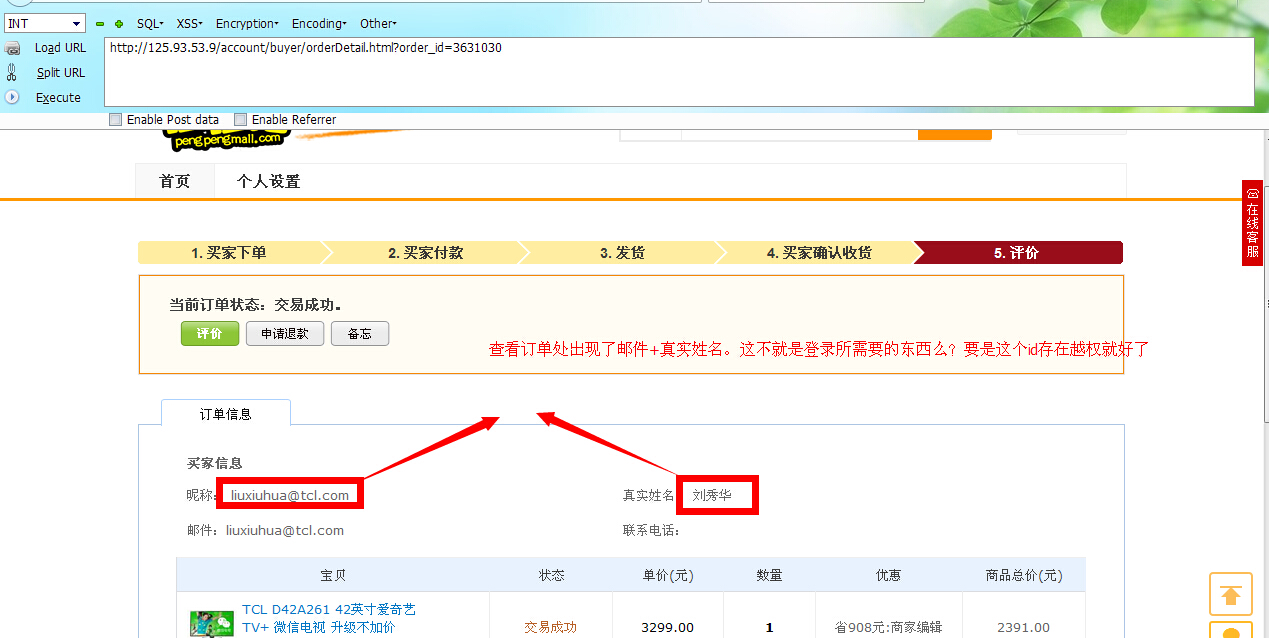 INT SQL▾ XSS▾ Encryption▾ Encoding▾ Other▾
Load URL http://125.93.53.9/account/buyer/orderDetail.html?order_id=3631030
Split URL
Execute
Enable Post data Enable Referrer
pengpengmall.com
首页 个人设置
在线客服
1. 买家下单 2. 买家付款 3. 发货 4. 买家确认收货 5. 评价
当前订单状态：交易成功。
评价 申请退款 备忘
查看订单处出现了邮件+真实姓名。这不就是登录所需要的东西么？要是这个id存在越权就好了
订单信息
买家信息
昵称: liuxiuhua@tcl.com 真实姓名 刘秀华
邮件: liuxiuhua@tcl.com 联系电话:
宝贝 状态 单价(元) 数量 优惠 商品总价(元)
TCL D42A261 42英寸爱奇艺
TV+ 微信电视 升级不加价 交易成功 3299.00 1 省908元:商家编辑 2391.00